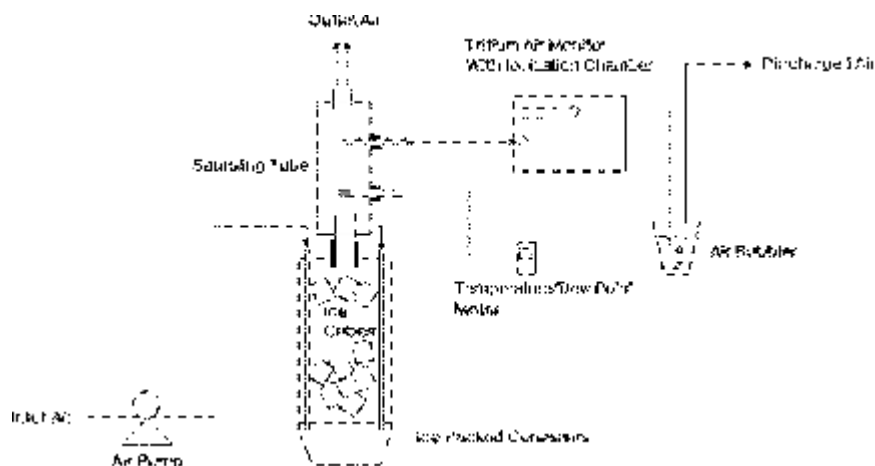 Outlet Air
Tritium Air Monitor
With Ionization Chamber
Discharge Air
Sampling Tube
Air Bubbler
Temperature/Dew Point
Meter
Ice
Cubes
Inlet Air
Ice Packed Containers
Air Pump